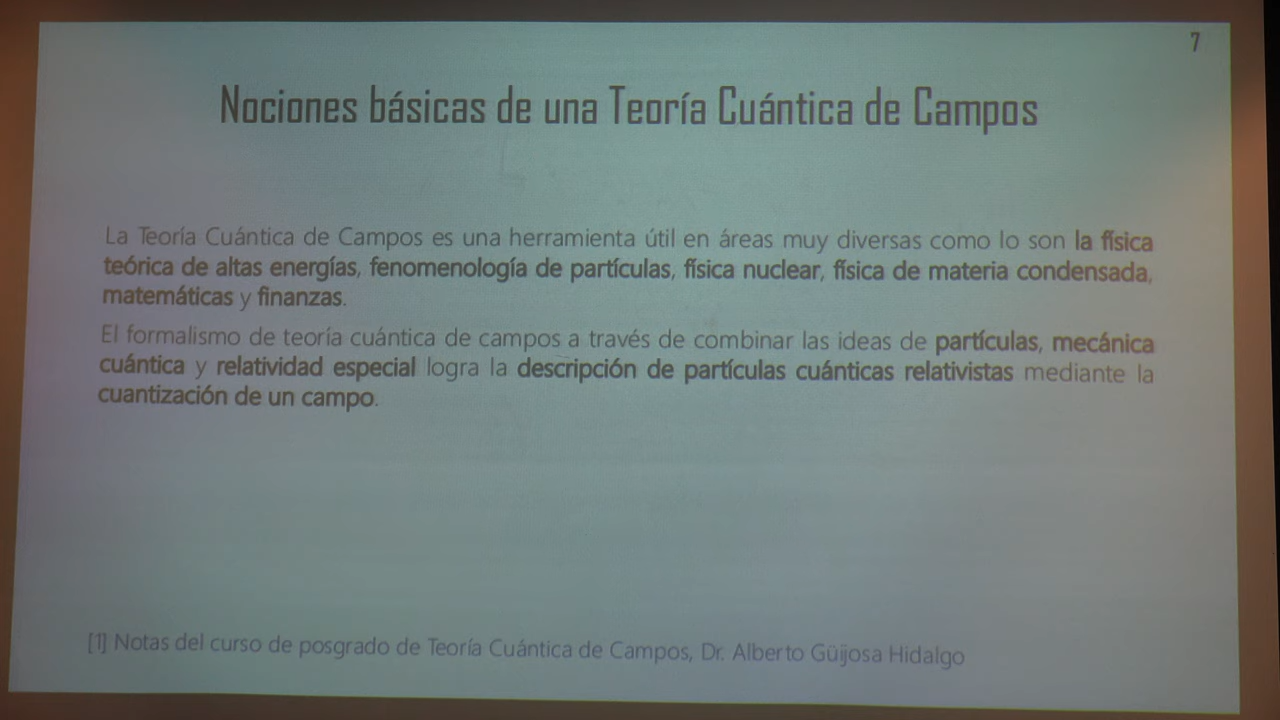 7
Nociones básicas de una Teoría Cuántica de Campos
La Teoría Cuántica de Campos es una herramienta útil en áreas muy diversas como lo son la física
teórica de altas energías, fenomenología de partículas, física nuclear, física de materia condensada,
matemáticas y finanzas.
El formalismo de teoría cuántica de campos a través de combinar las ideas de partículas, mecánica
cuántica y relatividad especial logra la descripción de partículas cuánticas relativistas mediante la
cuantización de un campo.
[1] Notas del curso de posgrado de Teoría Cuántica de Campos, Dr. Alberto Güijosa Hidalgo